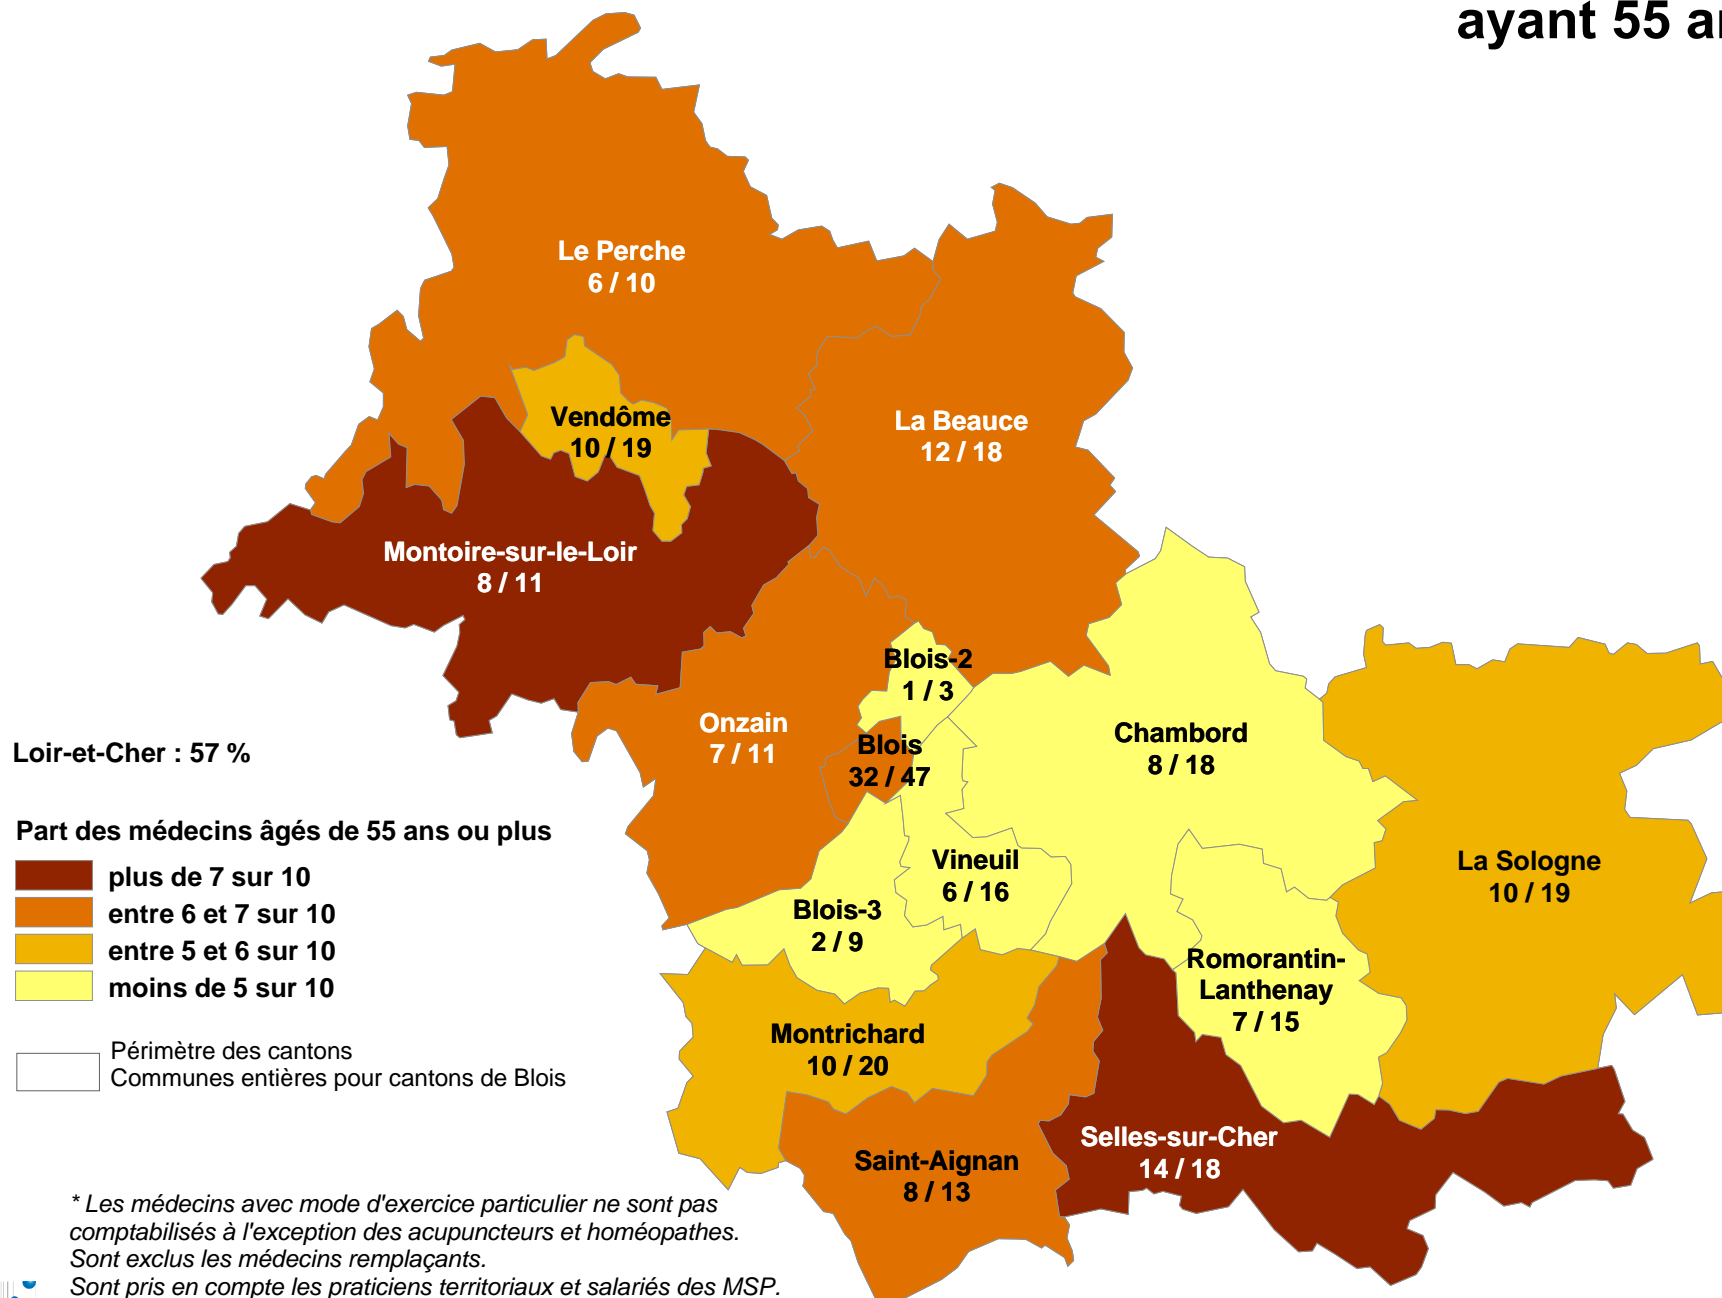 ayant 55 a
Le Perche
6 / 10
Vendôme
10 / 19
La Beauce
12 / 18
Montoire-sur-le-Loir
8 / 11
Blois-2
1 / 3
Onzain
7 / 11
Blois
32 / 47
Chambord
8 / 18
Loir-et-Cher : 57 %
Part des médecins âgés de 55 ans ou plus
plus de 7 sur 10
entre 6 et 7 sur 10
entre 5 et 6 sur 10
moins de 5 sur 10
Périmètre des cantons
Communes entières pour cantons de Blois
Vineuil
6 / 16
La Sologne
10 / 19
Blois-3
2 / 9
Romorantin-
Lanthenay
7 / 15
Montrichard
10 / 20
Selles-sur-Cher
14 / 18
Saint-Aignan
8 / 13
* Les médecins avec mode d'exercice particulier ne sont pas
comptabilisés à l'exception des acupuncteurs et homéopathes.
Sont exclus les médecins remplaçants.
Sont pris en compte les praticiens territoriaux et salariés des MSP.